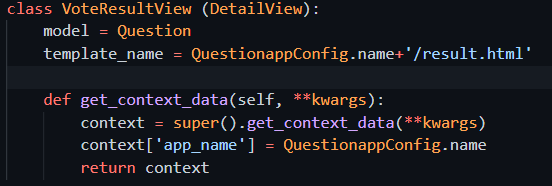 class VoteResultView (DetailView):
    model = Question
    template_name = QuestionappConfig.name+'/result.html'

    def get_context_data(self, **kwargs):
        context = super().get_context_data(**kwargs)
        context['app_name'] = QuestionappConfig.name
        return context